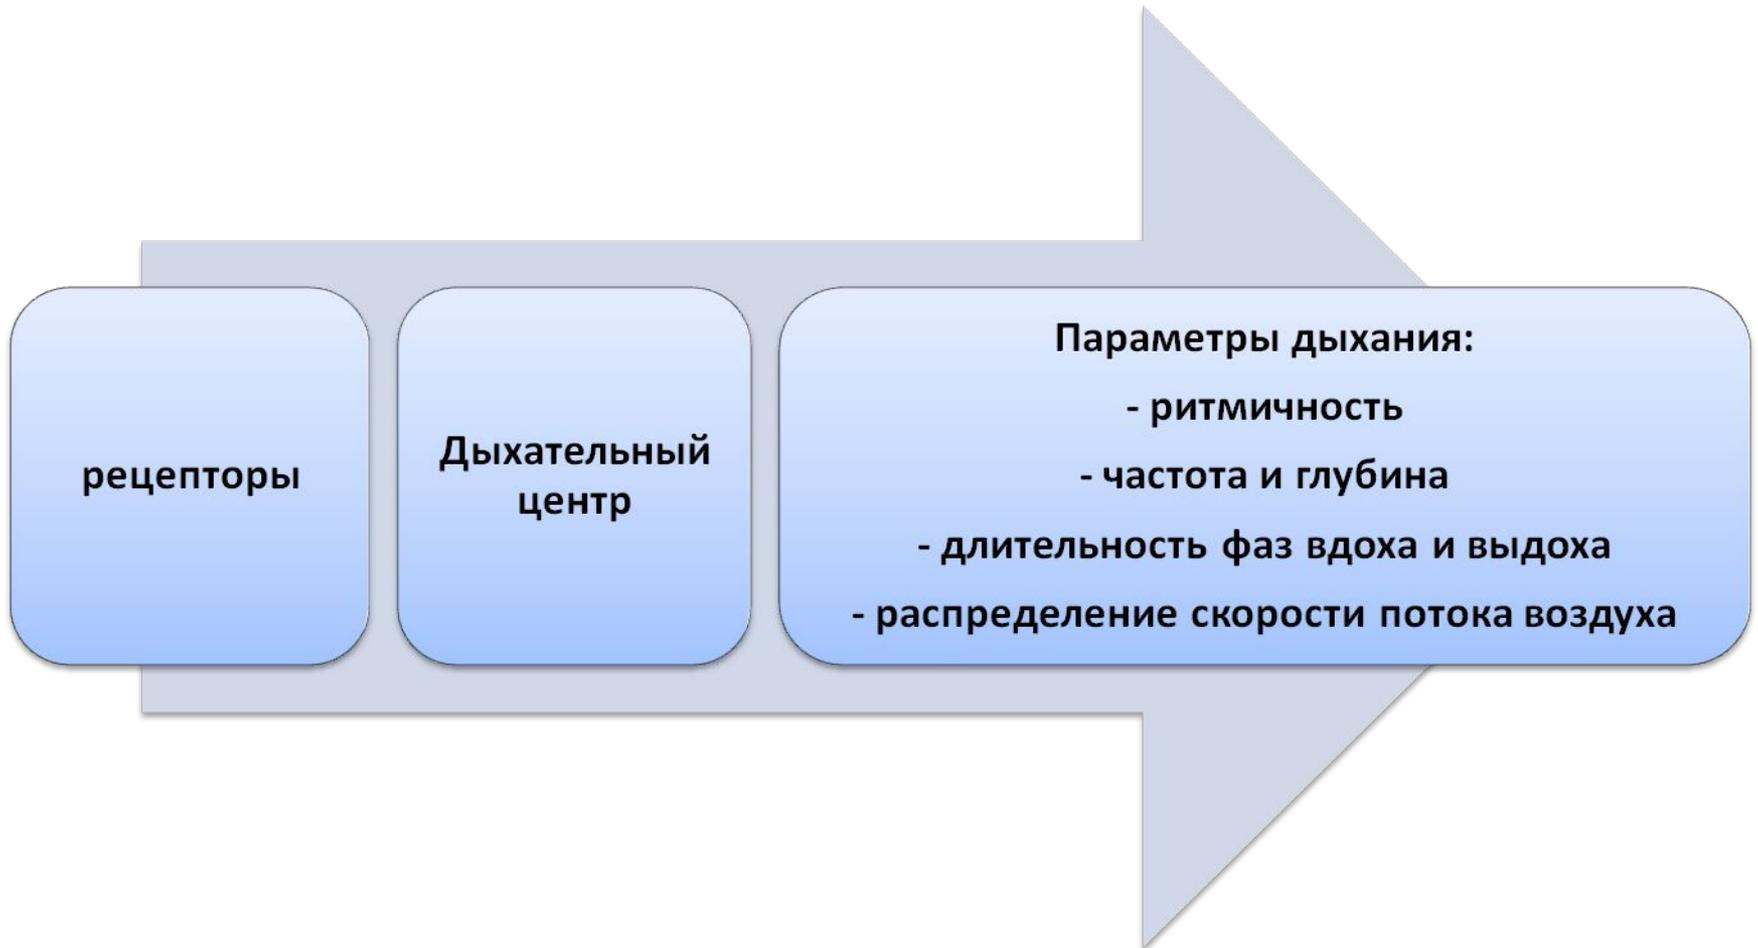 рецепторы
Дыхательный
центр
Параметры дыхания:
- ритмичность
- частота и глубина
- длительность фаз вдоха и выдоха
- распределение скорости потока воздуха